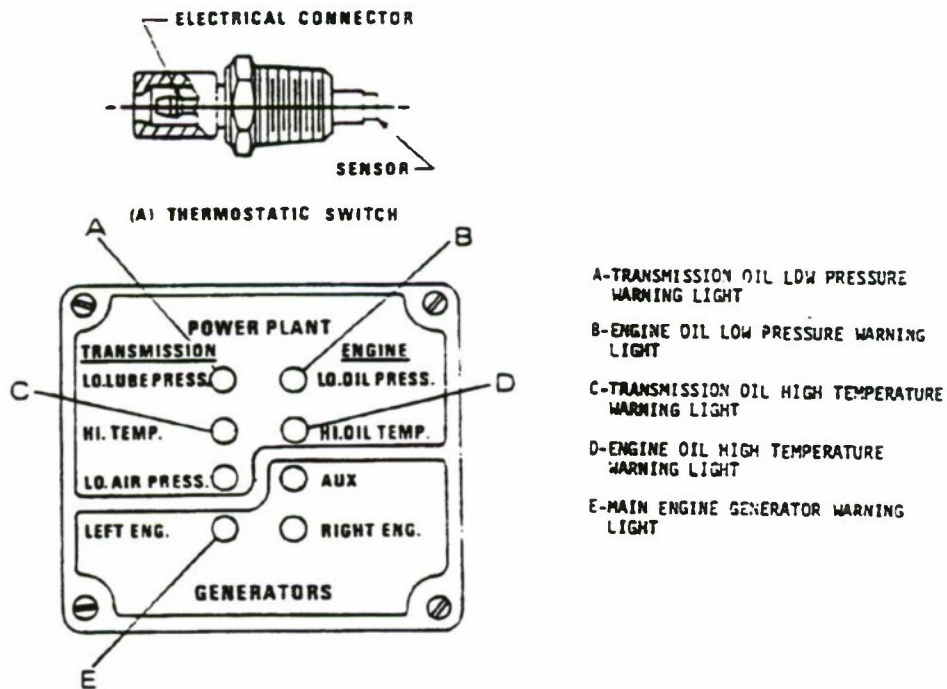 ELECTRICAL CONNECTOR
SENSOR
(A) THERMOSTATIC SWITCH
A
B
POWER PLANT
TRANSMISSION
ENGINE
LO. LUBE PRESS.
LO. OIL PRESS.
C
D
HI. TEMP.
HI. OIL TEMP.
LO. AIR PRESS.
AUX
LEFT ENG.
RIGHT ENG.
GENERATORS
E
A-TRANSMISSION OIL LOW PRESSURE
WARNING LIGHT
B-ENGINE OIL LOW PRESSURE WARNING
LIGHT
C-TRANSMISSION OIL HIGH TEMPERATURE
WARNING LIGHT
D-ENGINE OIL HIGH TEMPERATURE
WARNING LIGHT
E-MAIN ENGINE GENERATOR WARNING
LIGHT